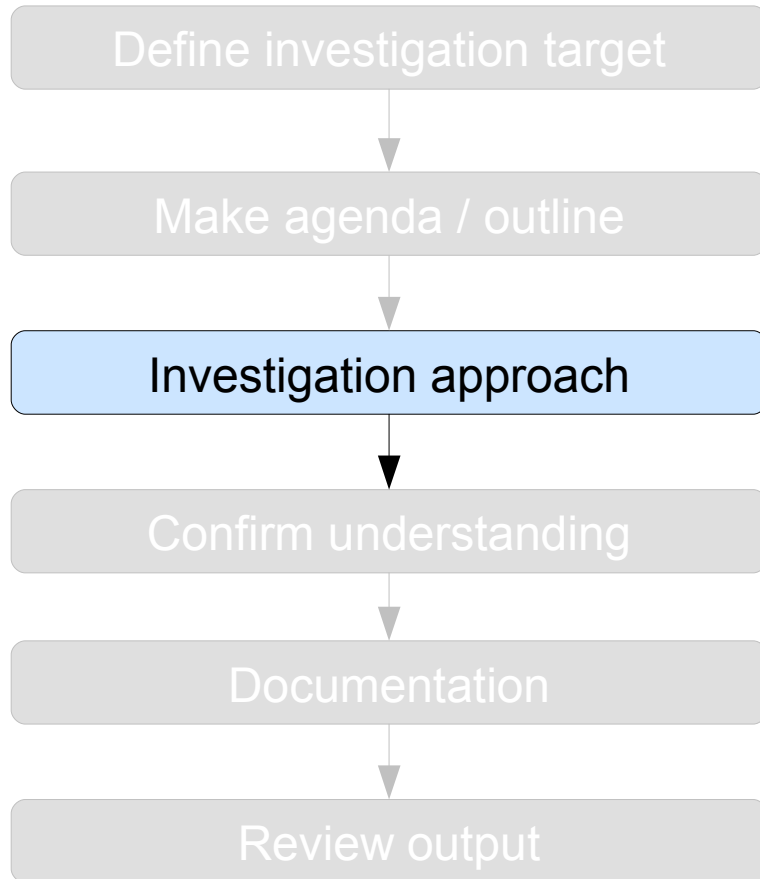 Define investigation target
Make agenda / outline
Investigation approach
Confirm understanding
Documentation
Review output